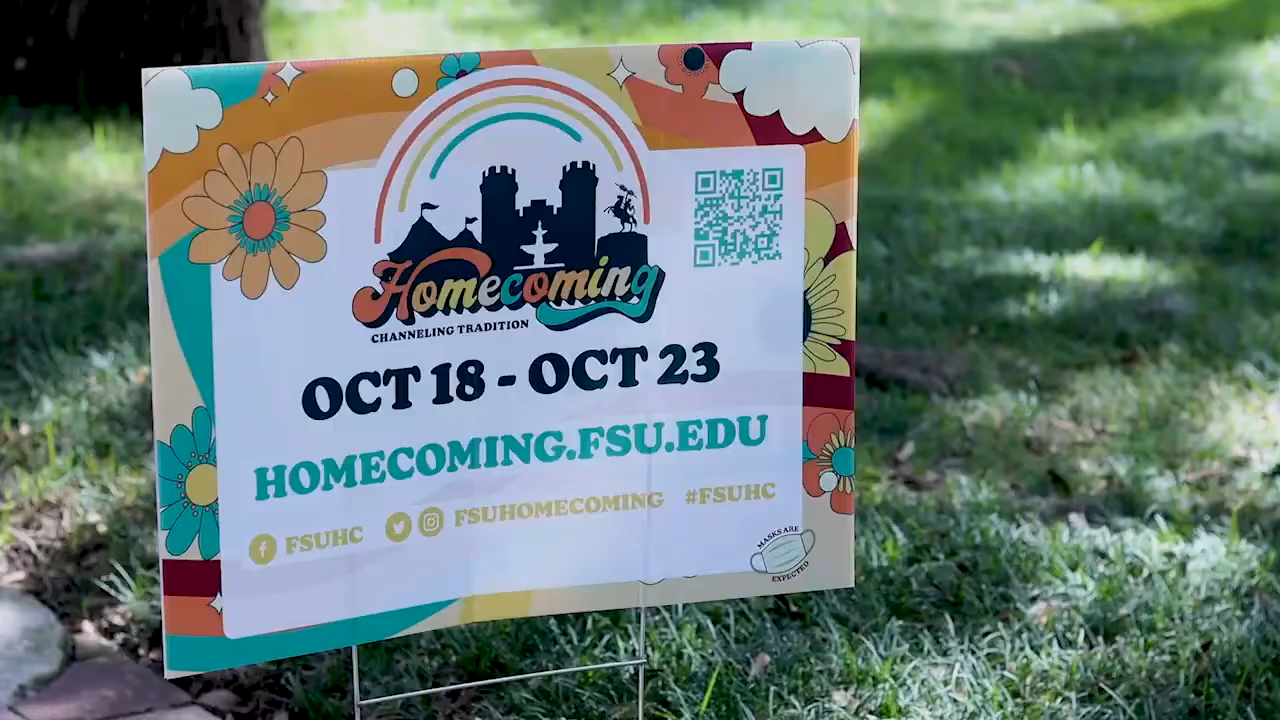 Homecoming
CHANNELING TRADITION
OCT 18 - OCT 23
HOMECOMING.FSU.EDU
FSUHC FSUHOMECOMING #FSUHC
MASKS ARE
EXPECTED